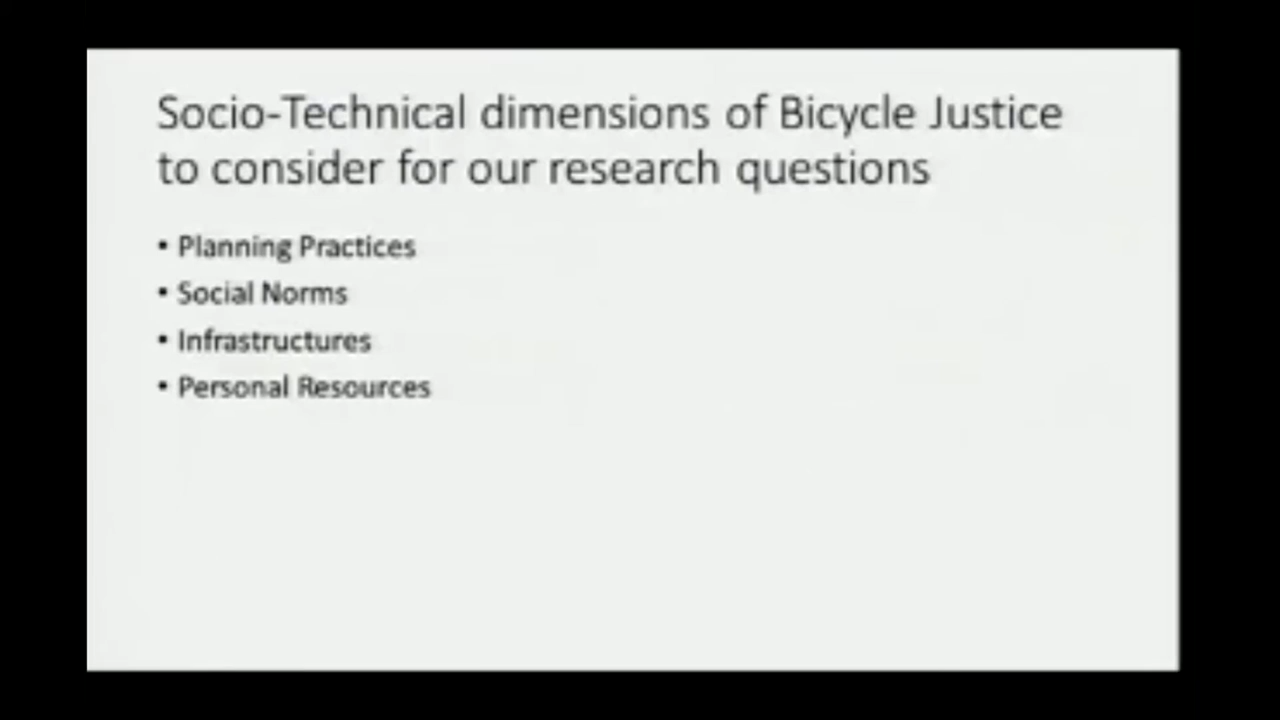 Socio-Technical dimensions of Bicycle Justice
to consider for our research questions
• Planning Practices
• Social Norms
• Infrastructures
• Personal Resources